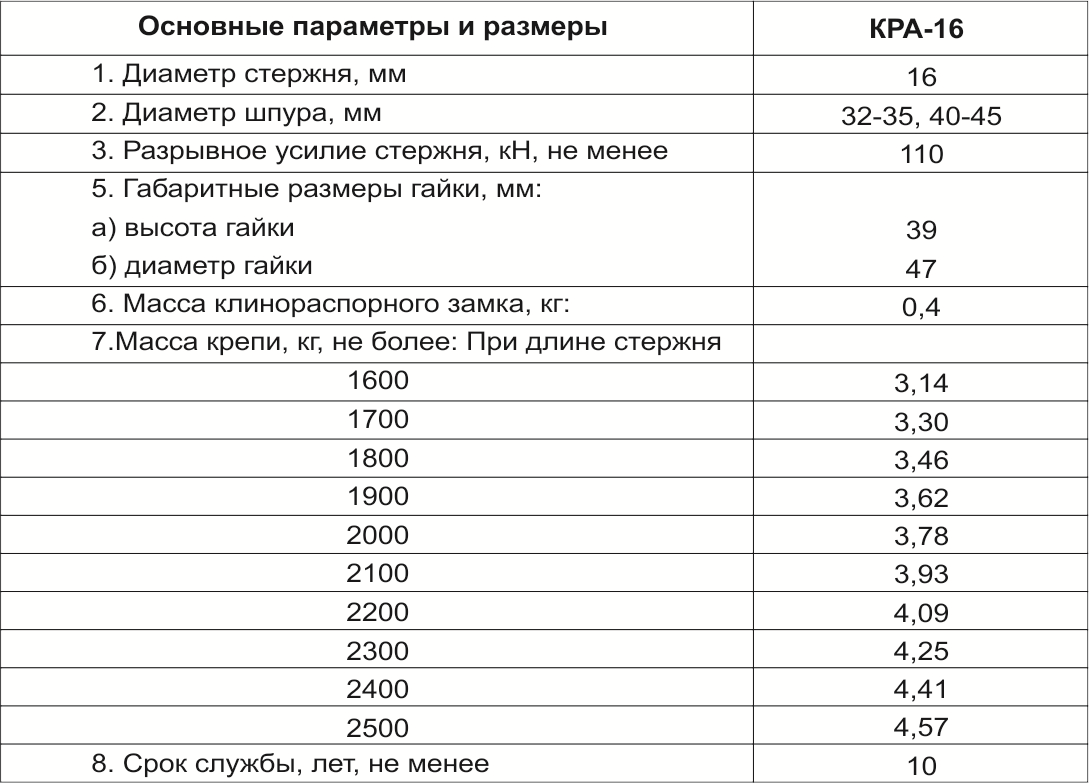 Основные параметры и размеры КРА-16
1. Диаметр стержня, мм 16
2. Диаметр шпура, мм 32-35, 40-45
3. Разрывное усилие стержня, кН, не менее 110
5. Габаритные размеры гайки, мм:
а) высота гайки 39
б) диаметр гайки 47
6. Масса клинораспорного замка, кг: 0,4
7.Масса крепи, кг, не более: При длине стержня
1600 3,14
1700 3,30
1800 3,46
1900 3,62
2000 3,78
2100 3,93
2200 4,09
2300 4,25
2400 4,41
2500 4,57
8. Срок службы, лет, не менее 10